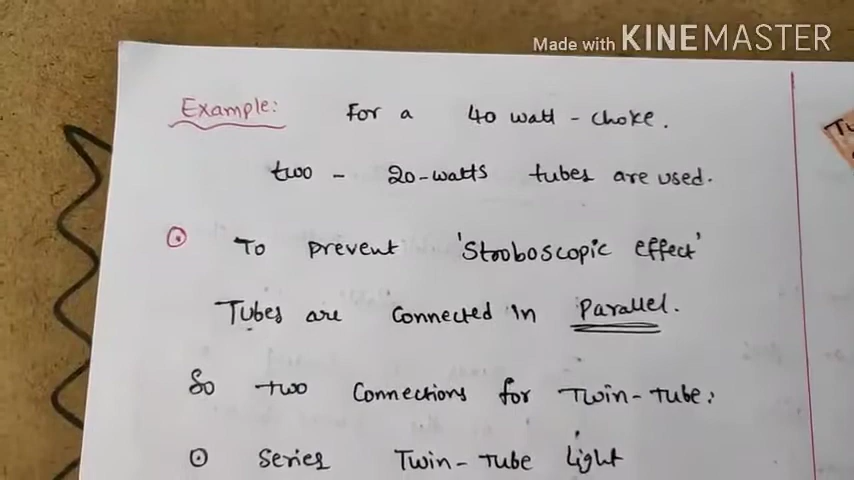 Made with KINEMASTER
Example: For a 40 watt - choke.
two - 20-watts tubes are used.
To prevent 'Stroboscopic effect'
Tubes are connected in Parallel.
So two Connections for Twin-tube:
Series Twin-Tube light